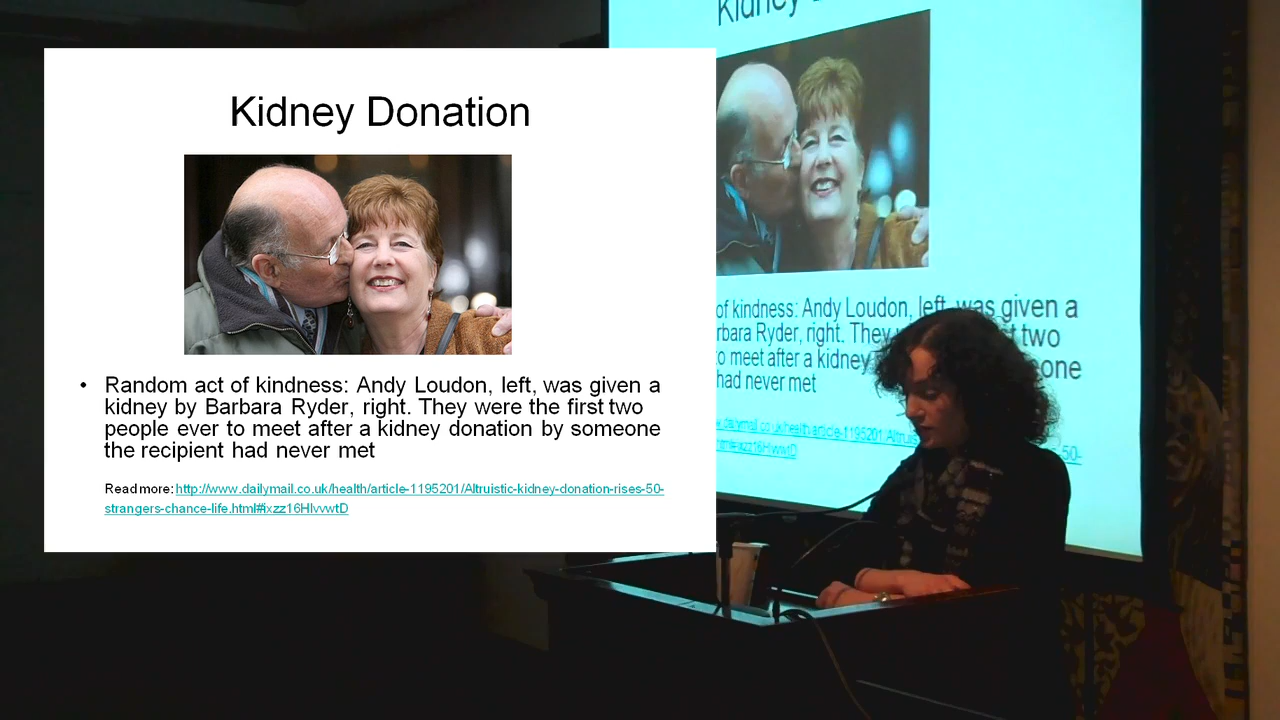 Kidney Donation
• Random act of kindness: Andy Loudon, left, was given a
kidney by Barbara Ryder, right. They were the first two
people ever to meet after a kidney donation by someone
the recipient had never met
Read more: http://www.dailymail.co.uk/health/article-1195201/Altruistic-kidney-donation-rises-50-
strangers-chance-life.html#ixzz16HlvvwtD
Kidney
of kindness: Andy Loudon, left, was given a
rbara Ryder, right. They two
to meet after a kidney
had never met